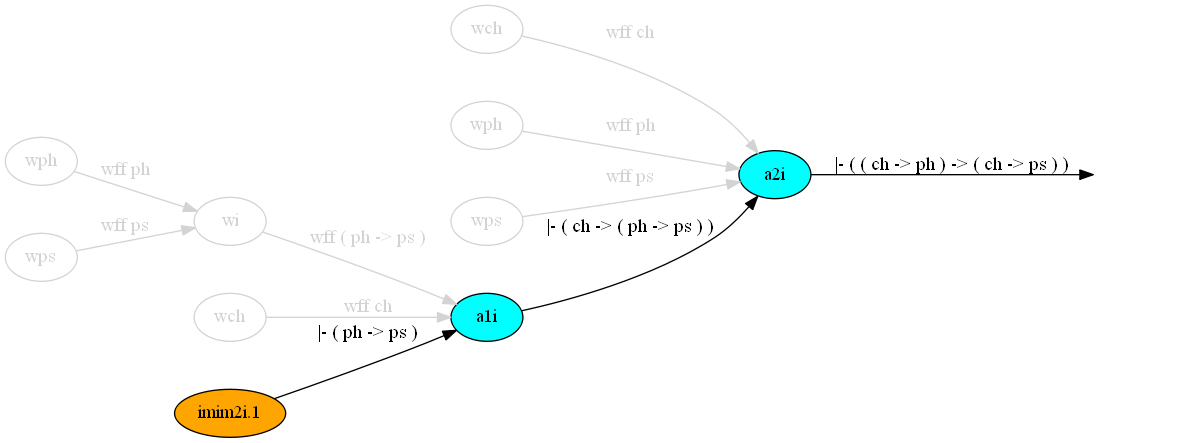 wch
wff ch
wph
wff ph
wps
wff ps
a2i
|- ( ( ch -> ph ) -> ( ch -> ps ) )
|- ( ch -> ( ph -> ps ) )
wph
wff ph
wps
wff ps
wi
wff ( ph -> ps )
wch
wff ch
a1i
|- ( ph -> ps )
imim2i.1